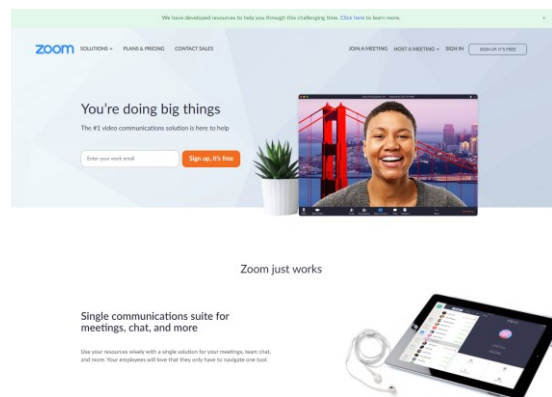 We have developed resources to help you through this challenging time. Click here to learn more.
zoom SOLUTIONS PLANS & PRICING CONTACT SALES JOIN A MEETING HOST A MEETING SIGN IN SIGN UP, IT'S FREE
You're doing big things
The #1 video communications solution is here to help
Enter your work email Sign up, it's free
Zoom just works
Single communications suite for
meetings, chat, and more
Use your resources wisely with a single solution for your meetings, team chat,
and more. Your employees will love that they only have to navigate one tool.